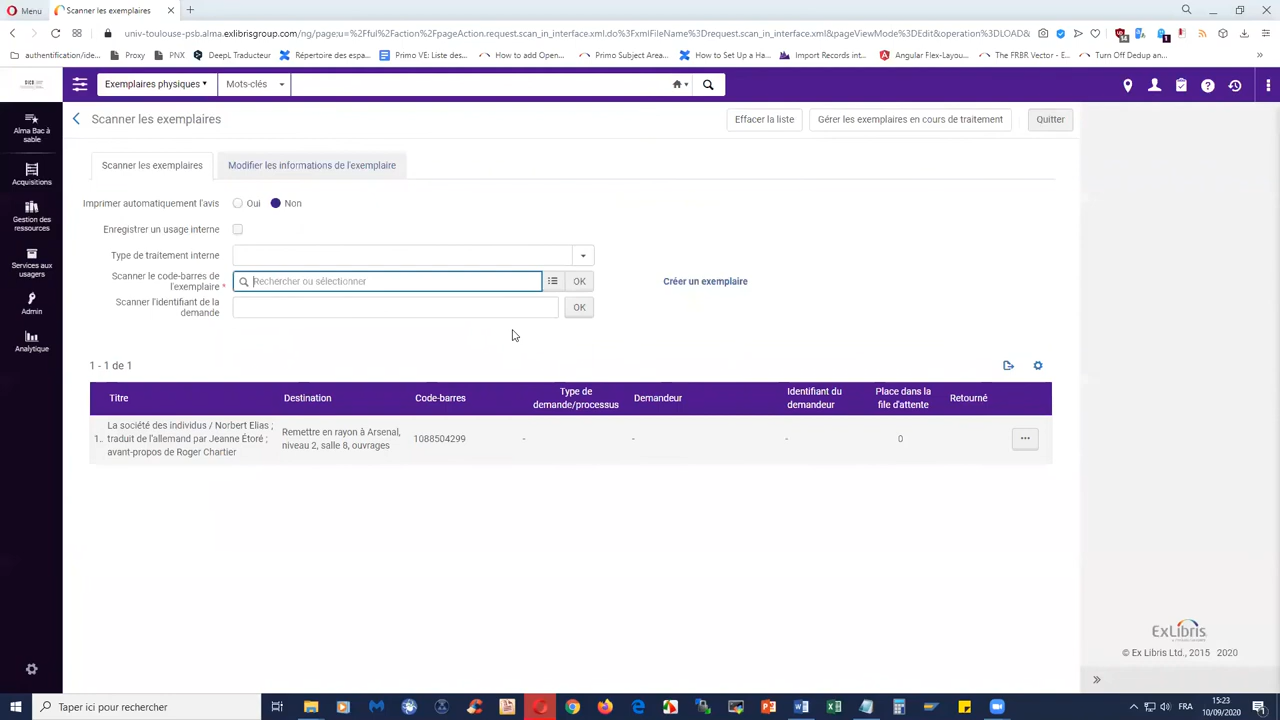 Menu
Scanner les exemplaires
univ-toulouse-psb.alma.exlibrisgroup.com/ng/page;u=%2Fful%2Faction%2FpageAction.request.scan_in_interface.xml.do%3FxmlFileName%3Drequest.scan_in_interface.xml&pageViewMode%3DEdit&operation%3DLOAD&
authentification/ide... Proxy PNX DeepL Traducteur Répertoire des espa... Primo VE: Liste des... How to add Open... Primo Subject Area... How to Set Up a Ha... Import Records int... Angular Flex-Layou... The FRBR Vector - E... Turn Off Dedup an... »
Exemplaires physiques Mots-clés
Scanner les exemplaires Effacer la liste Gérer les exemplaires en cours de traitement Quitter
Alma Bac à
sable
Acquisitions
Gestion des
ressources
Services aux
usagers
Admin
Analytique
Scanner les exemplaires Modifier les informations de l'exemplaire
Imprimer automatiquement l'avis Oui Non
Enregistrer un usage interne
Type de traitement interne
Scanner le code-barres de
l'exemplaire * Rechercher ou sélectionner OK Créer un exemplaire
Scanner l'identifiant de la
demande OK
1 - 1 de 1
Titre Destination Code-barres Type de
demande/processus Demandeur Identifiant du
demandeur Place dans la
file d'attente Retourné
1. La société des individus / Norbert Elias ;
traduit de l'allemand par Jeanne Étoré ;
avant-propos de Roger Chartier
Remettre en rayon à Arsenal,
niveau 2, salle 8, ouvrages
1088504299 - - - 0
ExLibris
© Ex Libris Ltd., 2015 2020
Taper ici pour rechercher
FRA
15:23
10/09/2020